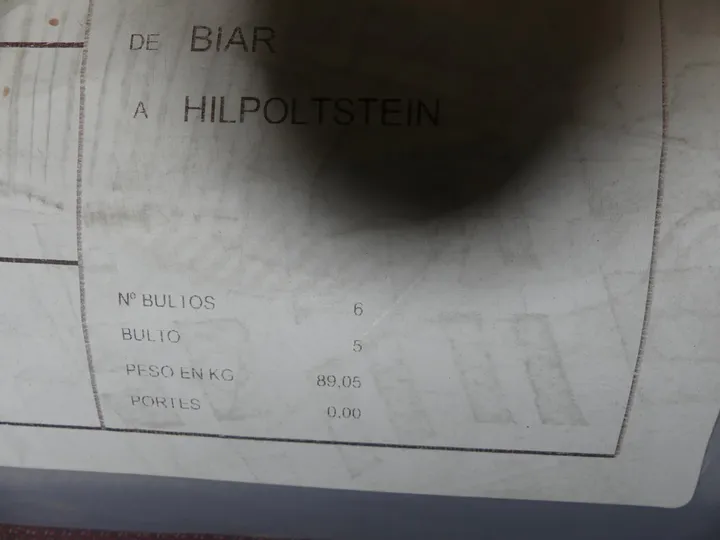 DE BIAR
A HILPOLTSTEIN
Nº BULTOS 6
BULTO 5
PESO EN KG 89,05
PORTES 0,00